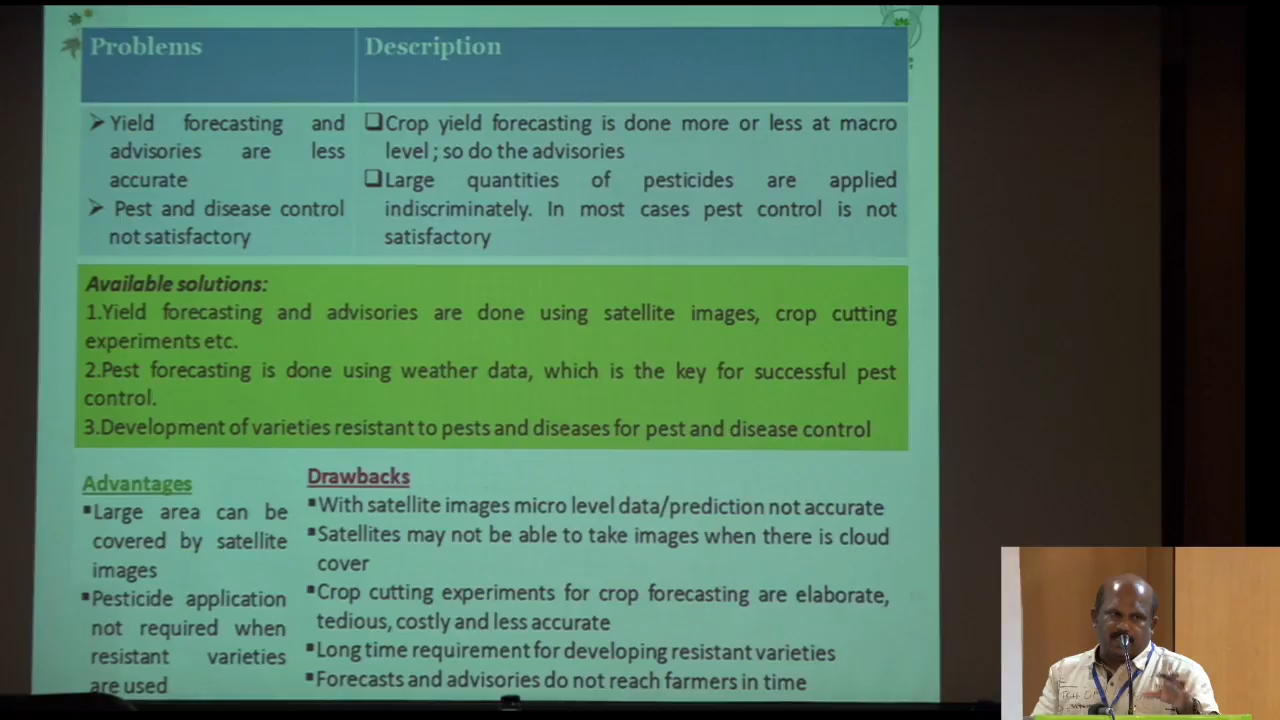 Problems
Description
➢ Yield forecasting and
advisories are less
accurate
➢ Pest and disease control
not satisfactory
❑Crop yield forecasting is done more or less at macro
level ; so do the advisories
❑Large quantities of pesticides are applied
indiscriminately. In most cases pest control is not
satisfactory
Available solutions:
1.Yield forecasting and advisories are done using satellite images, crop cutting
experiments etc.
2.Pest forecasting is done using weather data, which is the key for successful pest
control.
3.Development of varieties resistant to pests and diseases for pest and disease control
Advantages
▪Large area can be
covered by satellite
images
▪Pesticide application
not required when
resistant varieties
are used
Drawbacks
▪With satellite images micro level data/prediction not accurate
▪Satellites may not be able to take images when there is cloud
cover
▪Crop cutting experiments for crop forecasting are elaborate,
tedious, costly and less accurate
▪Long time requirement for developing resistant varieties
▪Forecasts and advisories do not reach farmers in time